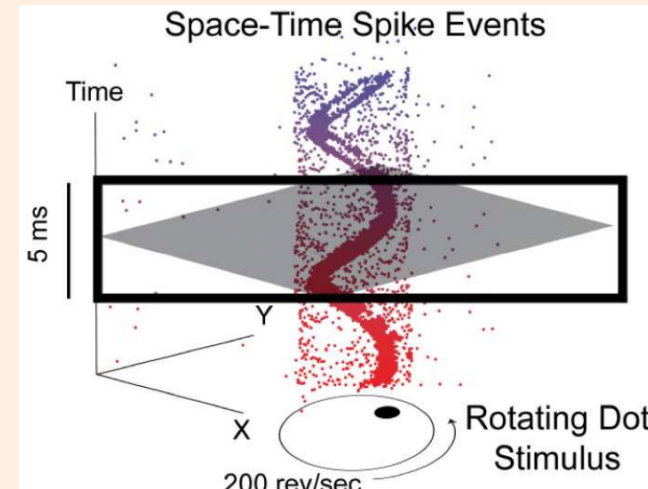 Space-Time Spike Events
Time
5 ms
Y
X
Rotating Dot
Stimulus
200 rev/sec